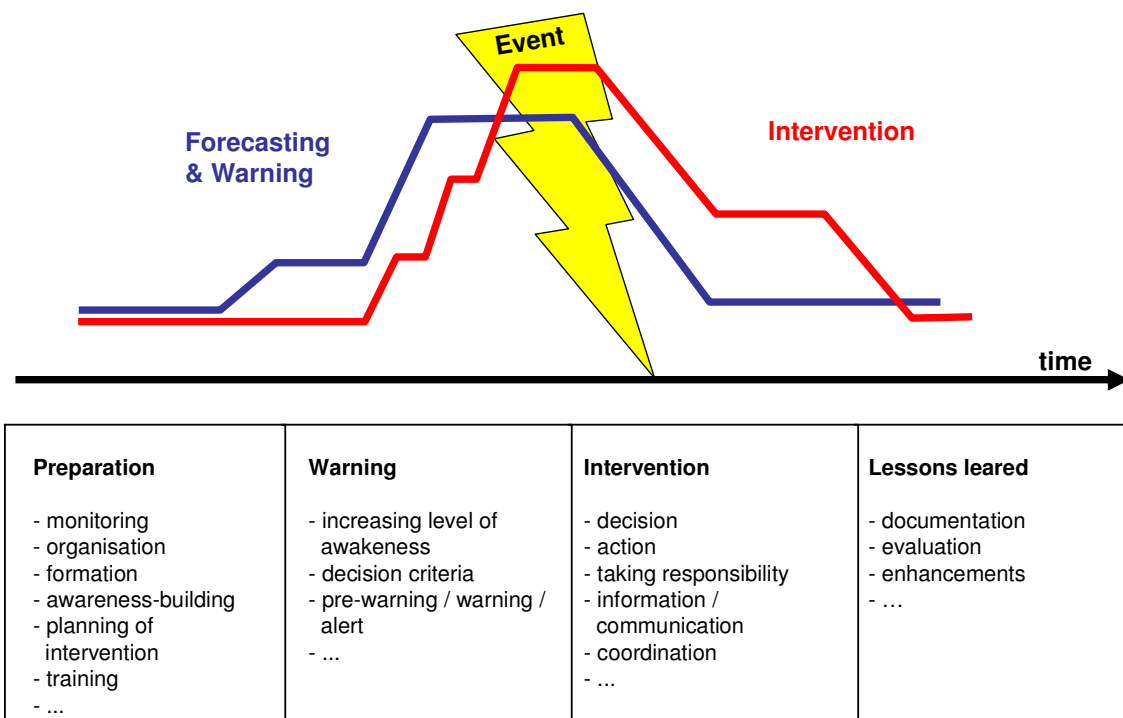 Event
Forecasting
& Warning
Intervention
time
Preparation
- monitoring
- organisation
- formation
- awareness-building
- planning of
intervention
- training
- ...
Warning
- increasing level of
awakeness
- decision criteria
- pre-warning / warning /
alert
- ...
Intervention
- decision
- action
- taking responsibility
- information /
communication
- coordination
- ...
Lessons leared
- documentation
- evaluation
- enhancements
- …